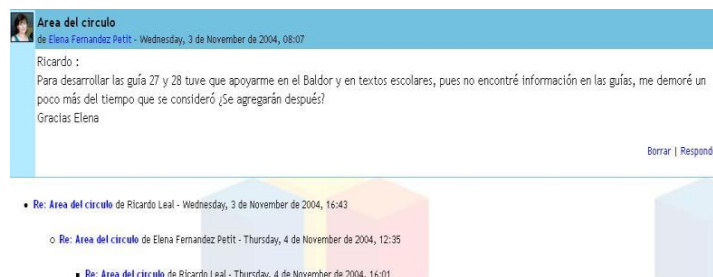 Area del circulo
de Elena Fernandez Petit - Wednesday, 3 de November de 2004, 08:07
Ricardo :
Para desarrollar las guía 27 y 28 tuve que apoyarme en el Baldor y en textos escolares, pues no encontré información en las guías, me demoré un
poco más del tiempo que se consideró ¿Se agregarán después?
Gracias Elena
Borrar | Respond
Re: Area del circulo de Ricardo Leal - Wednesday, 3 de November de 2004, 16:43
Re: Area del circulo de Elena Fernandez Petit - Thursday, 4 de November de 2004, 12:35
Re: Area del circulo de Ricardo Leal - Thursday, 4 de November de 2004, 16:01